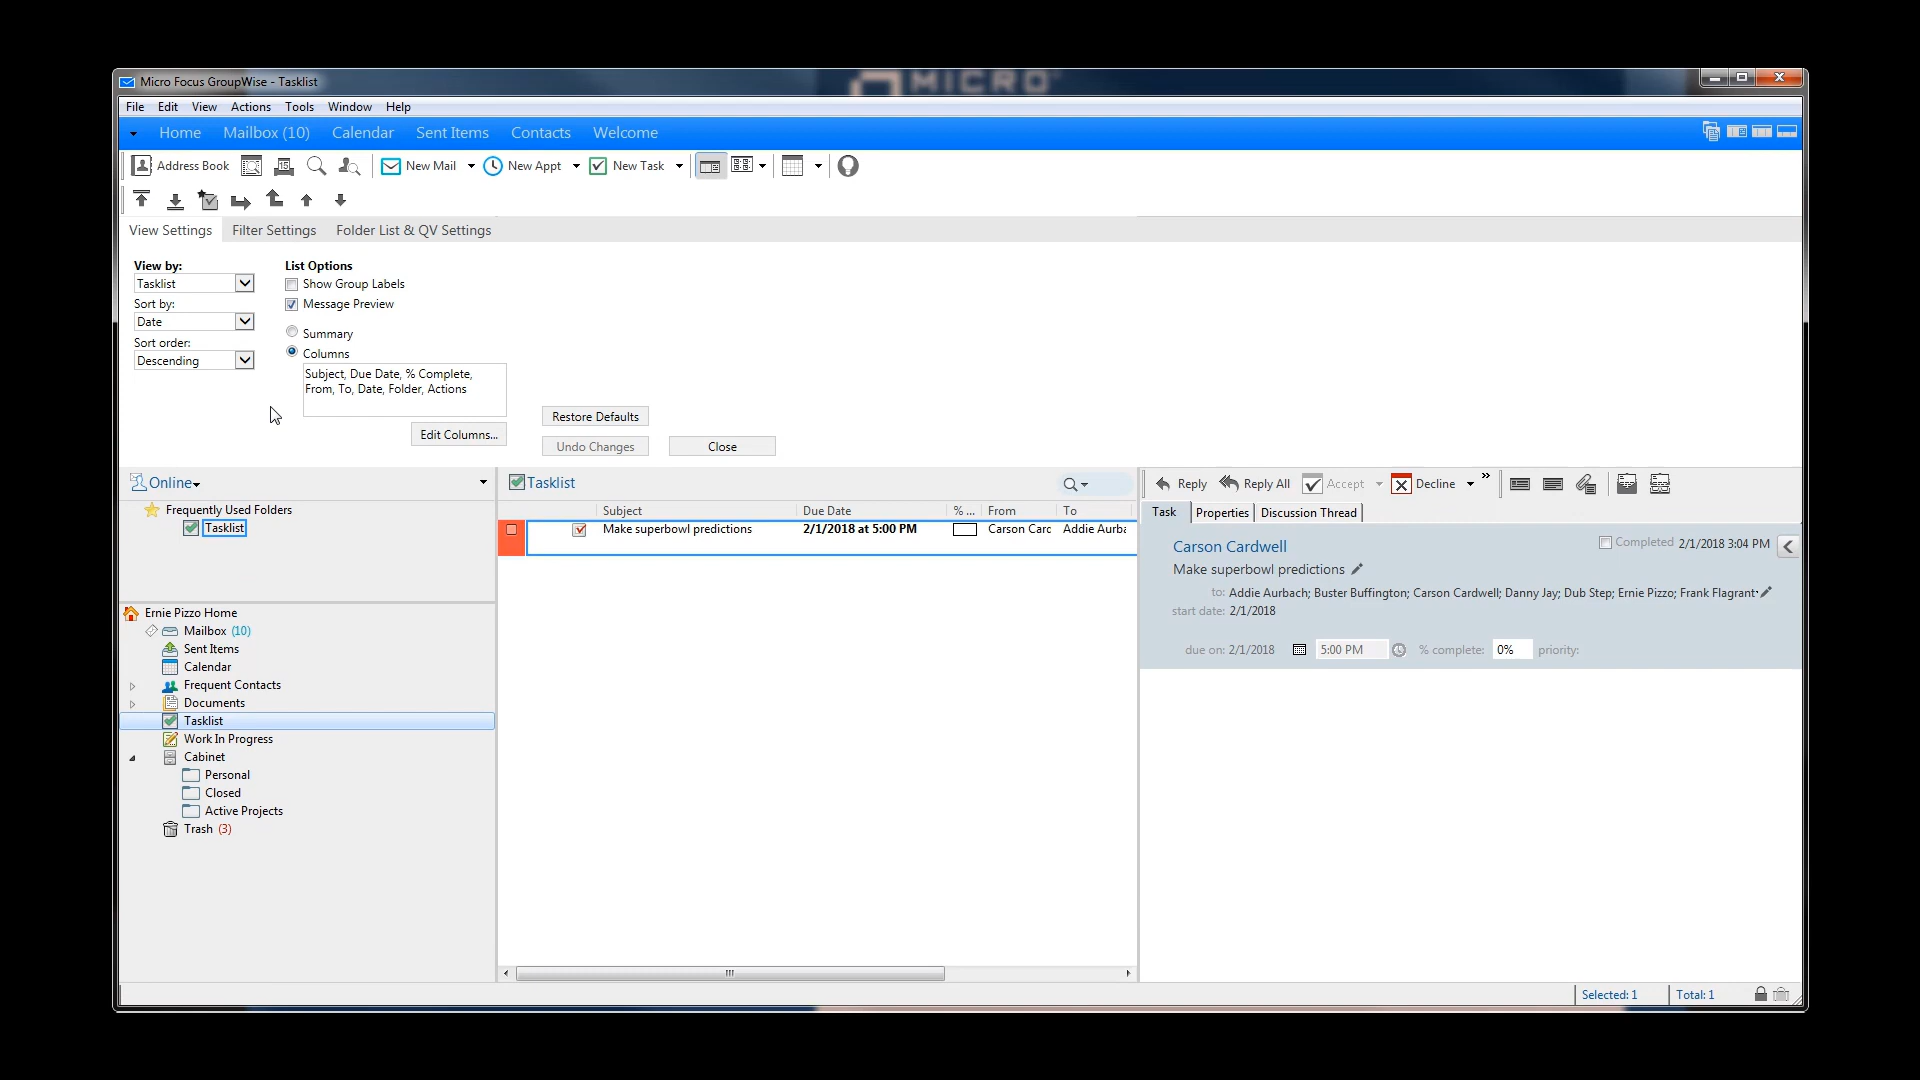 MICRO
Micro Focus GroupWise - Tasklist
File Edit View Actions Tools Window Help
Home Mailbox (10) Calendar Sent Items Contacts Welcome
Address Book 15 New Mail New Appt New Task
View Settings Filter Settings Folder List & QV Settings
View by:
Tasklist
Sort by:
Date
Sort order:
Descending
List Options
Show Group Labels
Message Preview
Summary
Columns
Subject, Due Date, % Complete,
From, To, Date, Folder, Actions
Edit Columns...
Restore Defaults
Undo Changes Close
Online
Frequently Used Folders
Tasklist
Ernie Pizzo Home
Mailbox (10)
Sent Items
Calendar
Frequent Contacts
Documents
Tasklist
Work In Progress
Cabinet
Personal
Closed
Active Projects
Trash (3)
Tasklist
Subject Due Date % ... From To
Make superbowl predictions 2/1/2018 at 5:00 PM Carson Carc Addie Aurba
Reply Reply All Accept Decline »
Task Properties Discussion Thread
Carson Cardwell Completed 2/1/2018 3:04 PM
Make superbowl predictions
to: Addie Aurbach; Buster Buffington; Carson Cardwell; Danny Jay; Dub Step; Ernie Pizzo; Frank Flagrant
start date: 2/1/2018
due on: 2/1/2018 5:00 PM % complete: 0% priority:
Selected: 1 Total: 1